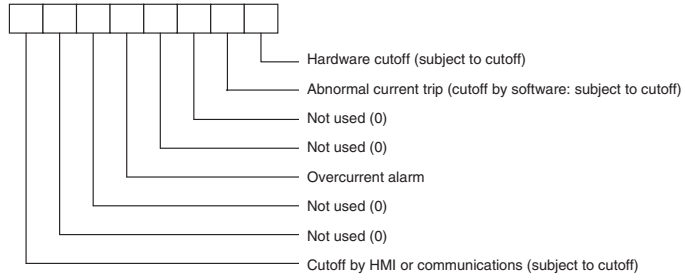 Hardware cutoff (subject to cutoff)
Abnormal current trip (cutoff by software: subject to cutoff)
Not used (0)
Not used (0)
Overcurrent alarm
Not used (0)
Not used (0)
Cutoff by HMI or communications (subject to cutoff)